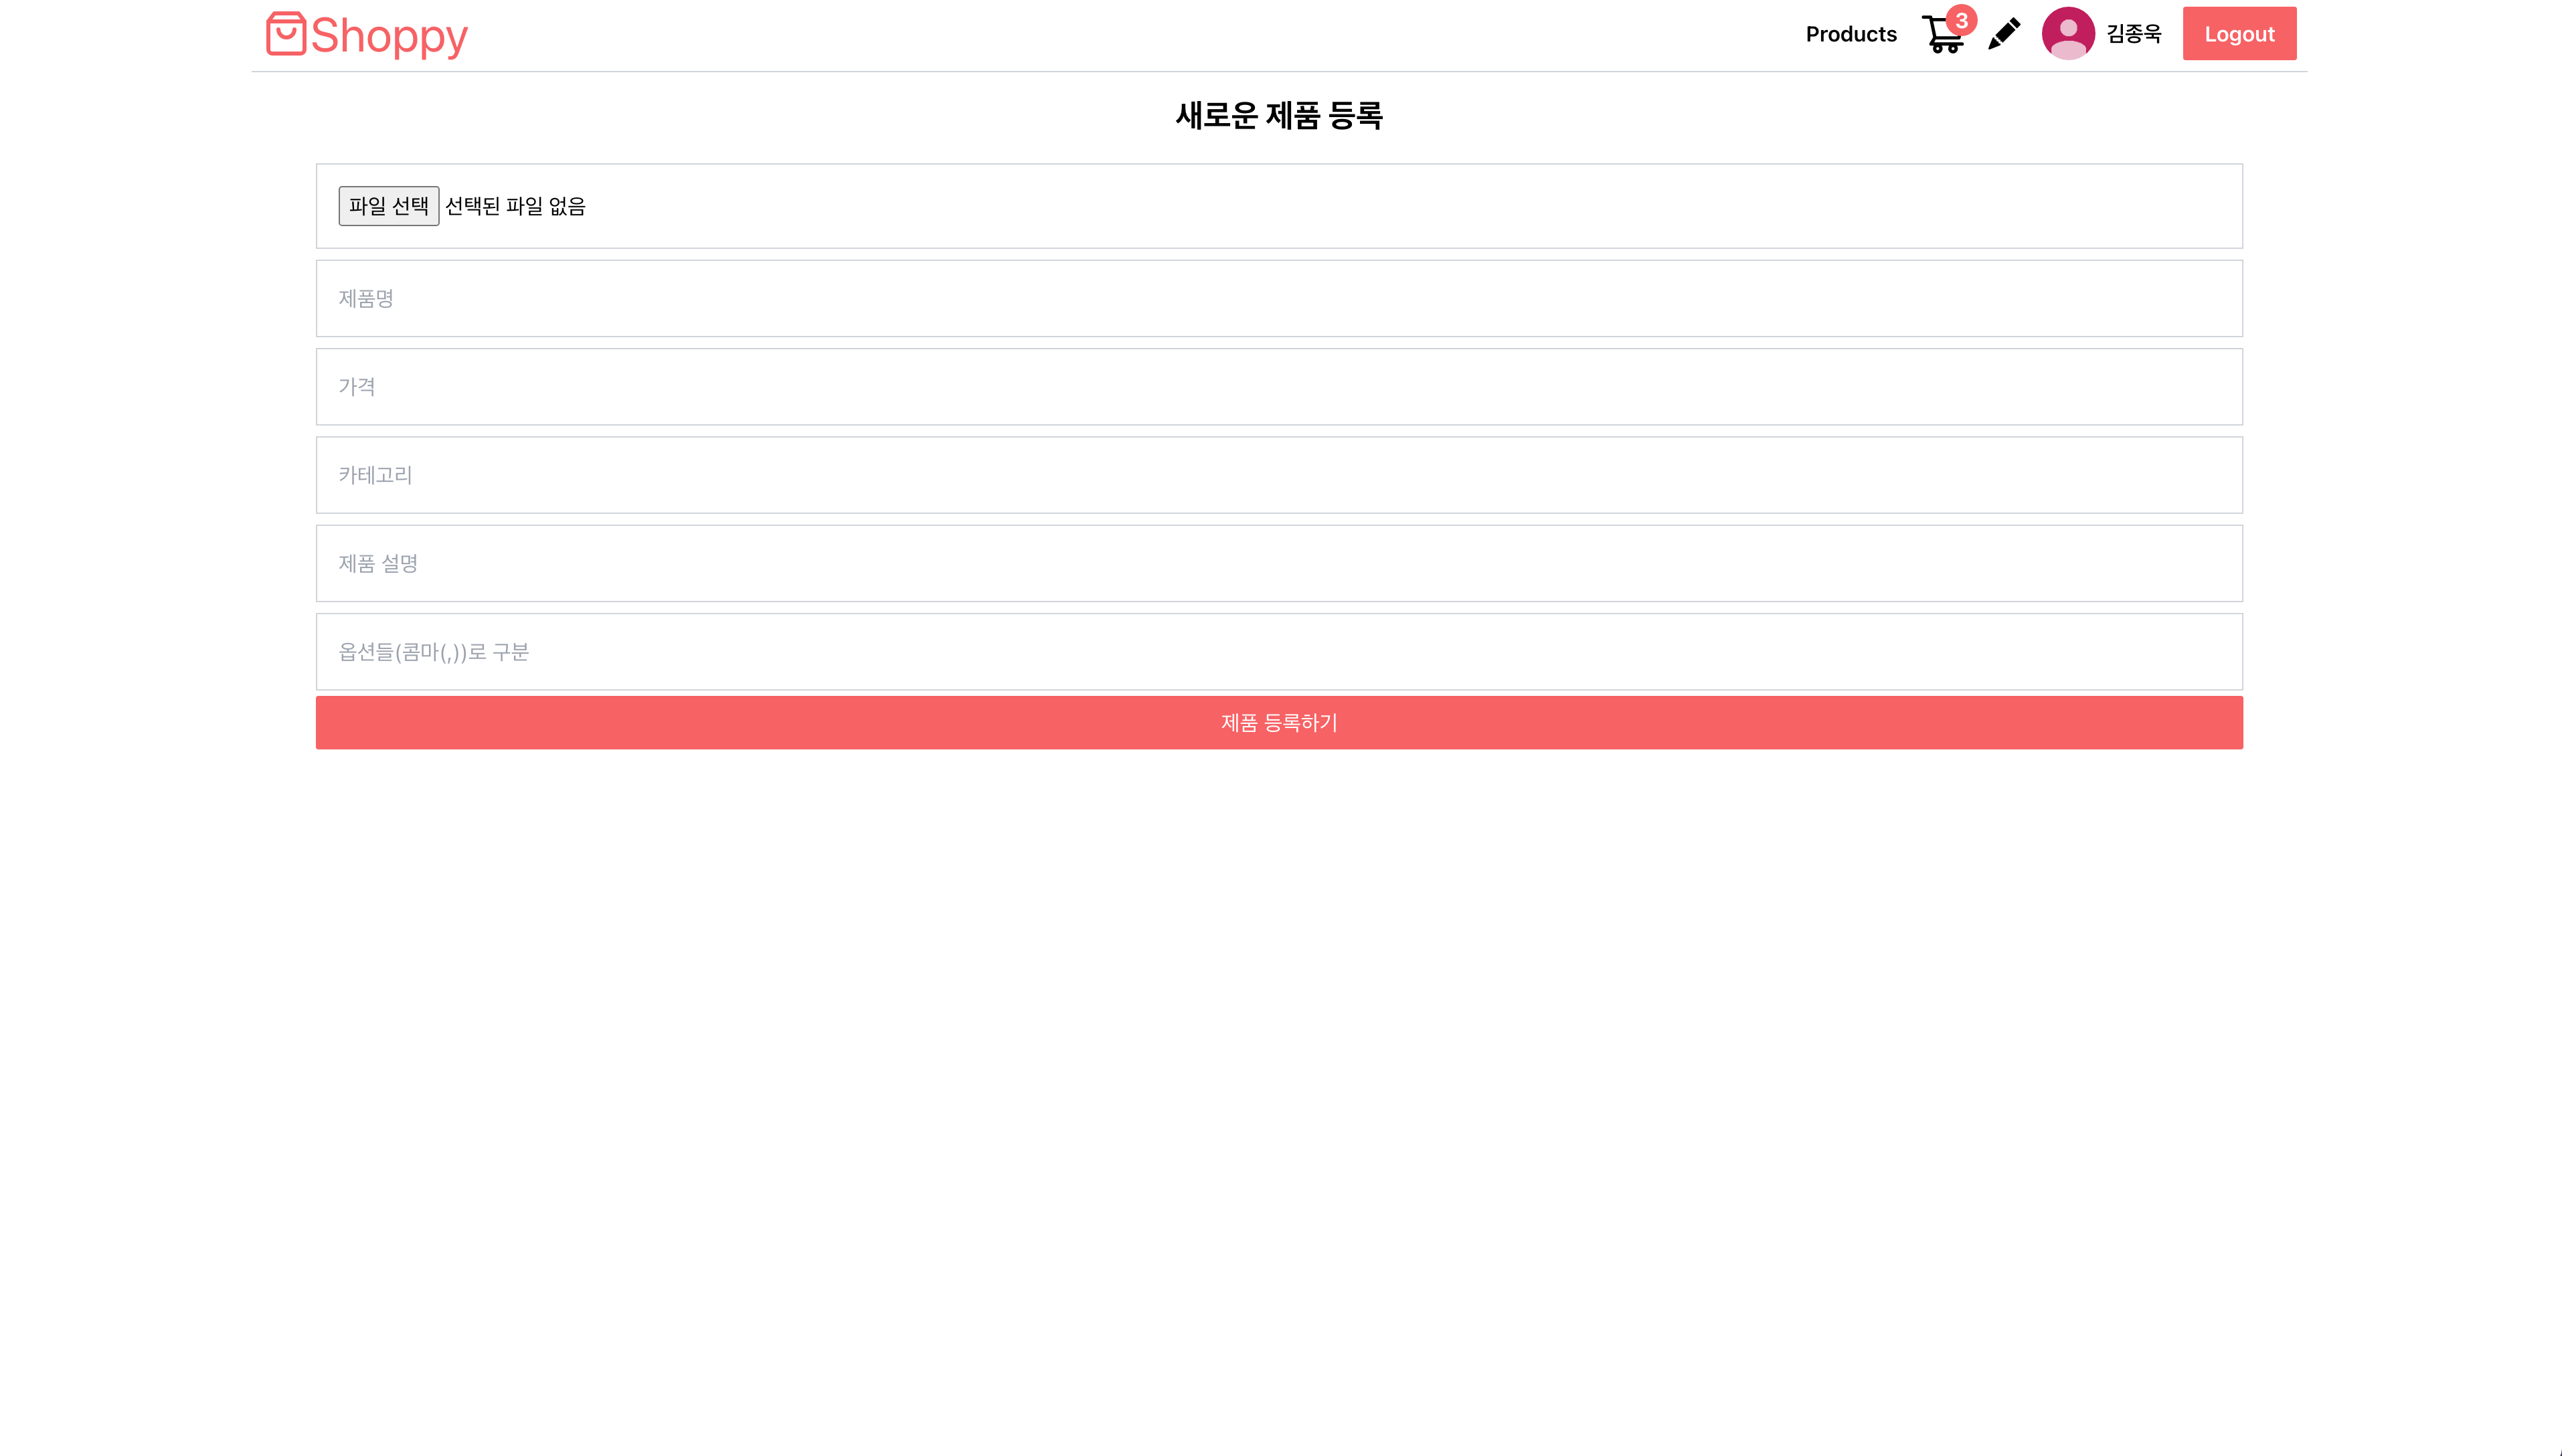 Shoppy
Products 3 김종욱 Logout
새로운 제품 등록
파일 선택 선택된 파일 없음
제품명
가격
카테고리
제품 설명
옵션들(콤마(,))로 구분
제품 등록하기